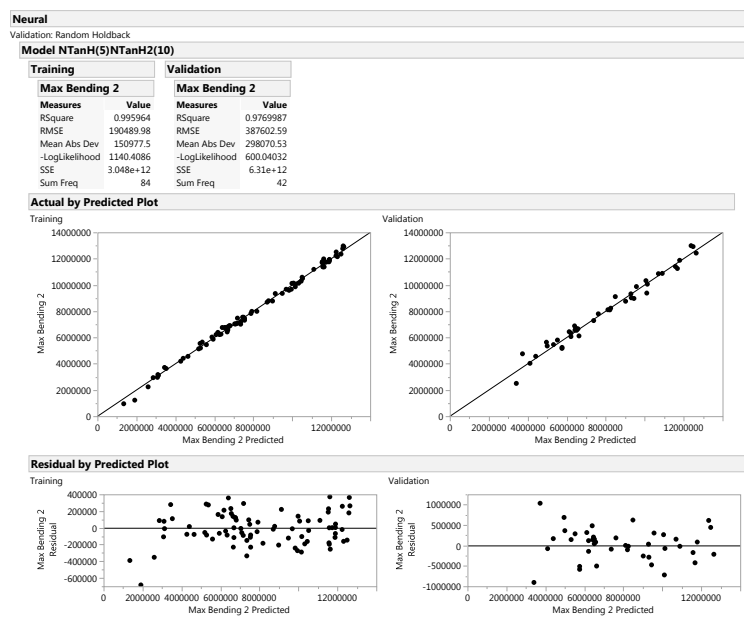 Neural
Validation: Random Holdback
Model NTanH(5)NTanH2(10)
Training Validation
Max Bending 2 Max Bending 2
Measures Value Measures Value
RSquare 0.995964 RSquare 0.9769987
RMSE 190489.98 RMSE 387602.59
Mean Abs Dev 150977.5 Mean Abs Dev 298070.53
-LogLikelihood 1140.4086 -LogLikelihood 600.04032
SSE 3.048e+12 SSE 6.31e+12
Sum Freq 84 Sum Freq 42
Actual by Predicted Plot
Training Validation
14000000 14000000
12000000 12000000
10000000 10000000
8000000 8000000
6000000 6000000
4000000 4000000
2000000 2000000
0 0
Max Bending 2 Max Bending 2
0 2000000 4000000 6000000 8000000 12000000 0 2000000 4000000 6000000 8000000 12000000
Max Bending 2 Predicted Max Bending 2 Predicted
Residual by Predicted Plot
Training Validation
400000
200000
0
-200000
-400000
-600000
1000000
500000
0
-500000
-1000000
Max Bending 2
Residual
Max Bending 2
Residual
0 2000000 4000000 6000000 8000000 12000000 0 2000000 4000000 6000000 8000000 12000000
Max Bending 2 Predicted Max Bending 2 Predicted